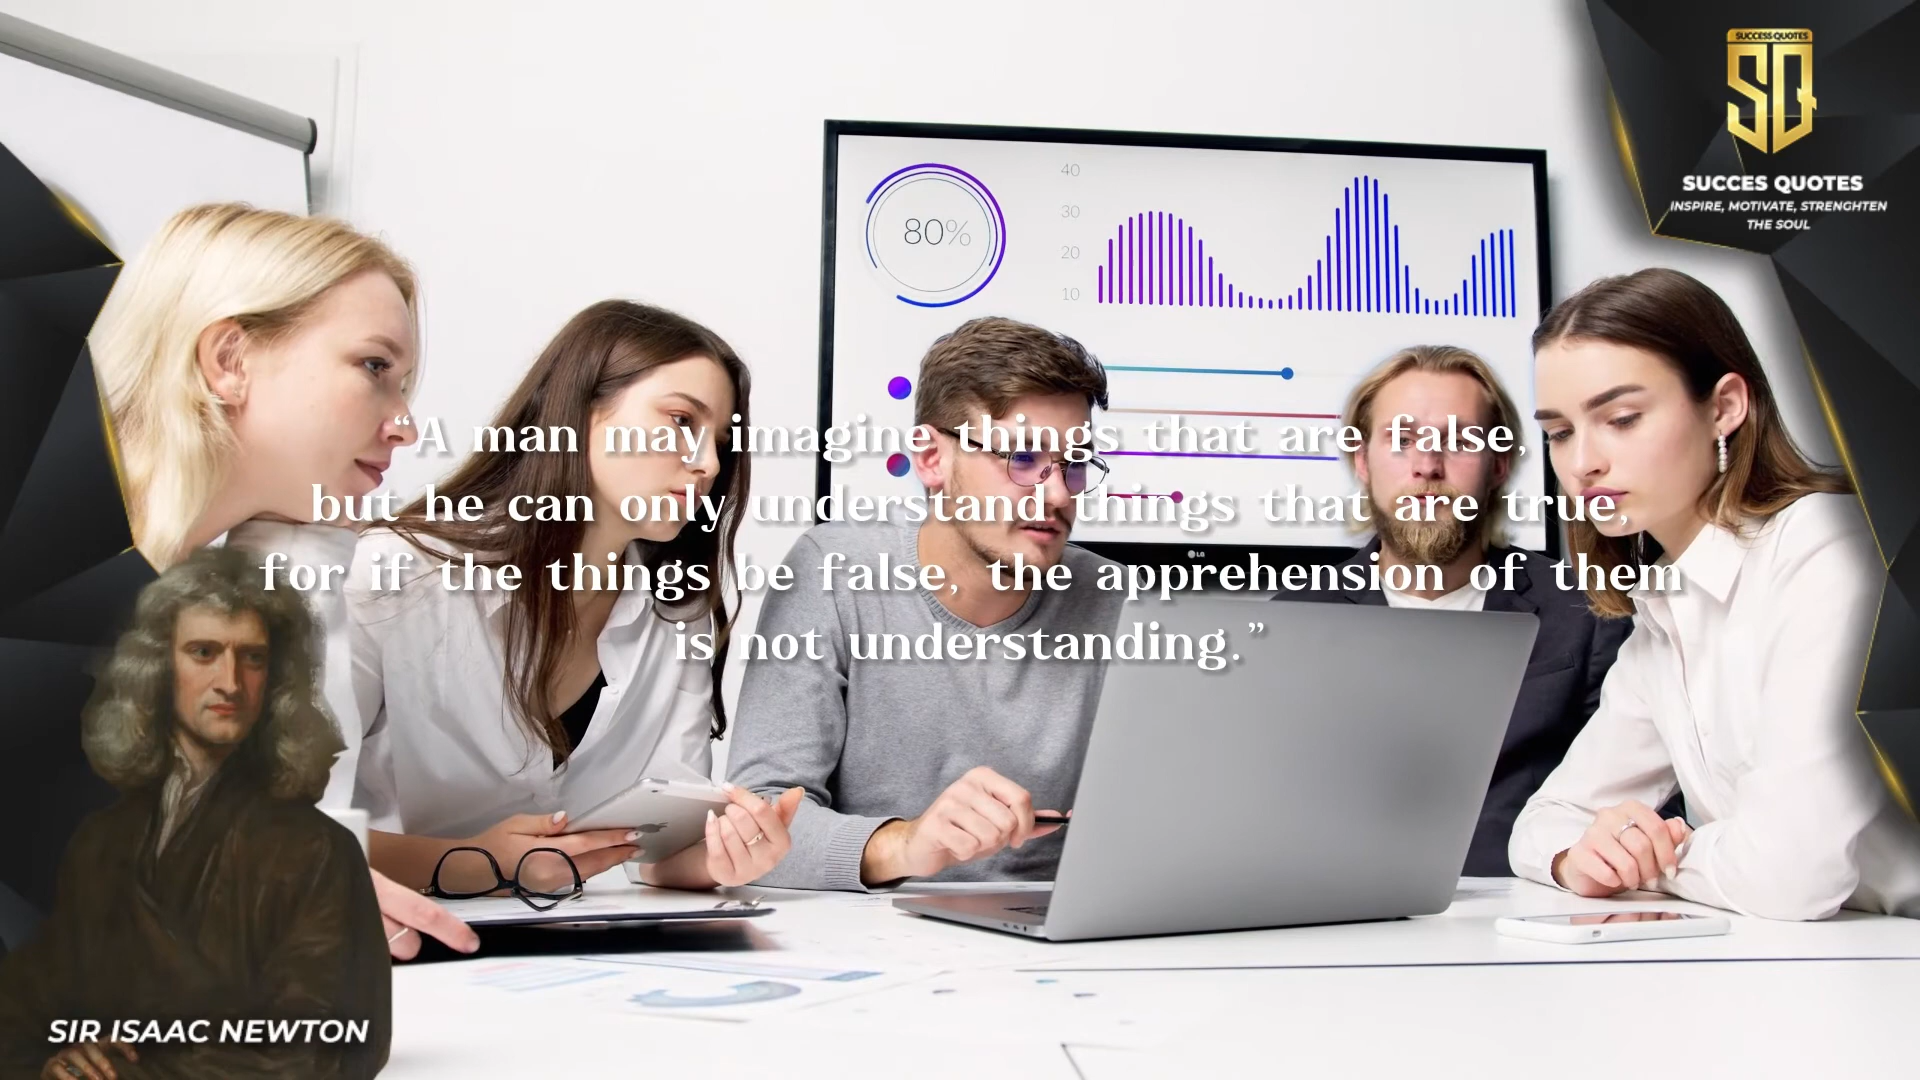 SUCCESS QUOTES
SQ
SUCCES QUOTES
INSPIRE, MOTIVATE, STRENGHTEN
THE SOUL
80%
40
30
20
10
“A man may imagine things that are false,
but he can only understand things that are true,
for if the things be false, the apprehension of them
is not understanding.”
LG
SIR ISAAC NEWTON